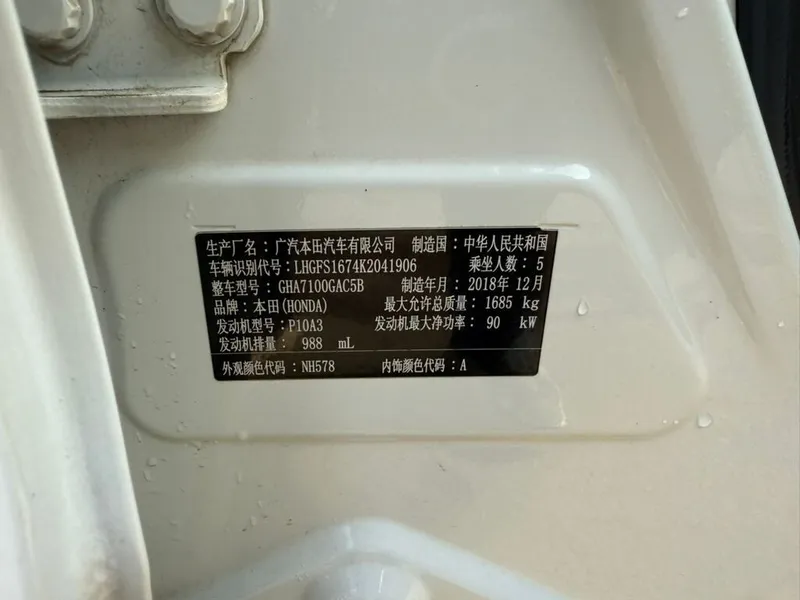 生产厂名：广汽本田汽车有限公司 制造国：中华人民共和国
车辆识别代号：LHGFS1674K2041906 乘坐人数：5
整车型号：GHA7100GAC5B 制造年月：2018年12月
品牌：本田(HONDA) 最大允许总质量：1685 kg
发动机型号：P10A3 发动机最大净功率：90 kW
发动机排量：988 mL
外观颜色代码：NH578 内饰颜色代码：A